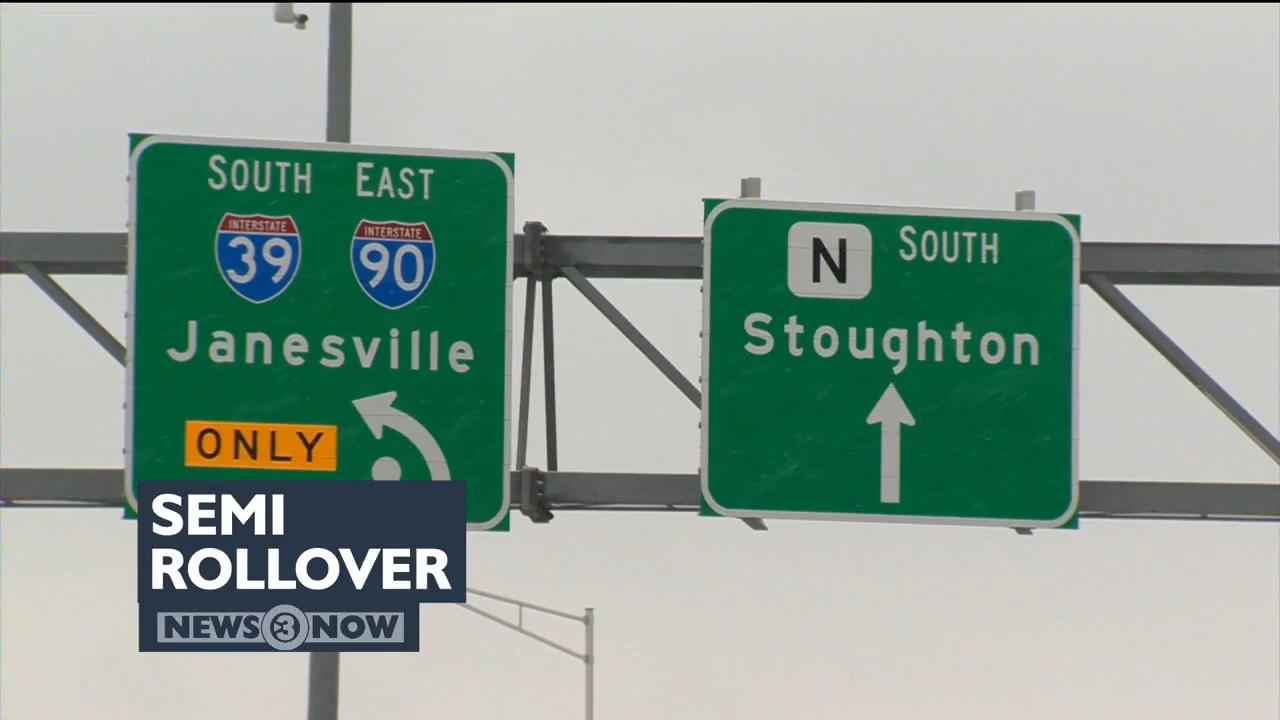 SOUTH EAST
INTERSTATE INTERSTATE
39 90
Janesville
ONLY
N SOUTH
Stoughton
SEMI
ROLLOVER
NEWS 3 NOW